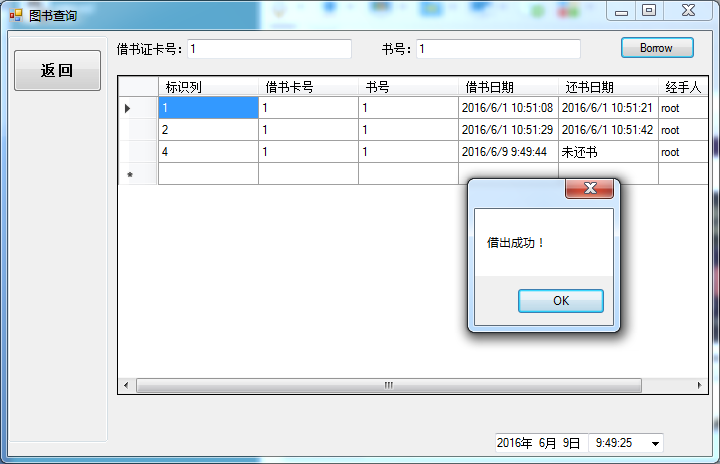 图书查询
返回
借书证卡号：1 书号：1 Borrow
标识列 借书卡号 书号 借书日期 还书日期 经手人
1 1 1 2016/6/1 10:51:08 2016/6/1 10:51:21 root
2 1 1 2016/6/1 10:51:29 2016/6/1 10:51:42 root
4 1 1 2016/6/9 9:49:44 未还书 root
*
借出成功！
OK
2016年 6月 9日 9:49:25